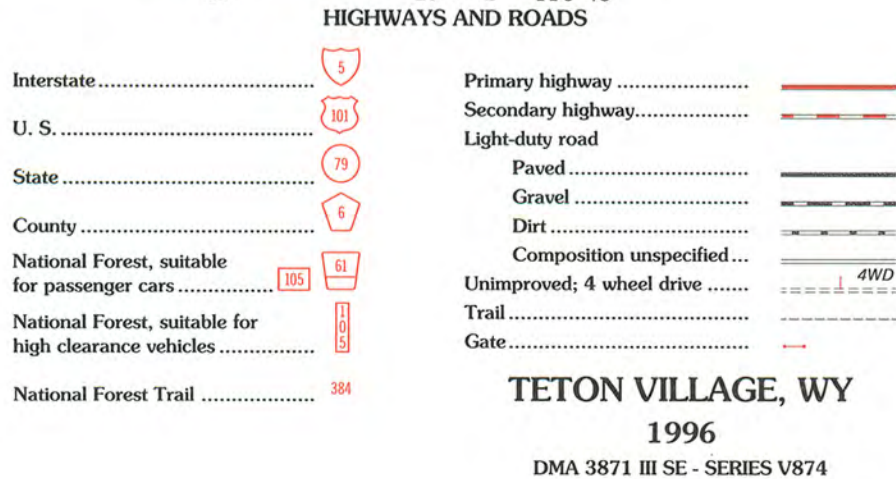 HIGHWAYS AND ROADS
Interstate
5
U. S.
101
State
79
County
6
National Forest, suitable
for passenger cars
105
61
National Forest, suitable for
high clearance vehicles
105
National Forest Trail
384
Primary highway
Secondary highway
Light-duty road
Paved
Gravel
Dirt
Composition unspecified
Unimproved; 4 wheel drive
4WD
Trail
Gate
TETON VILLAGE, WY
1996
DMA 3871 III SE - SERIES V874